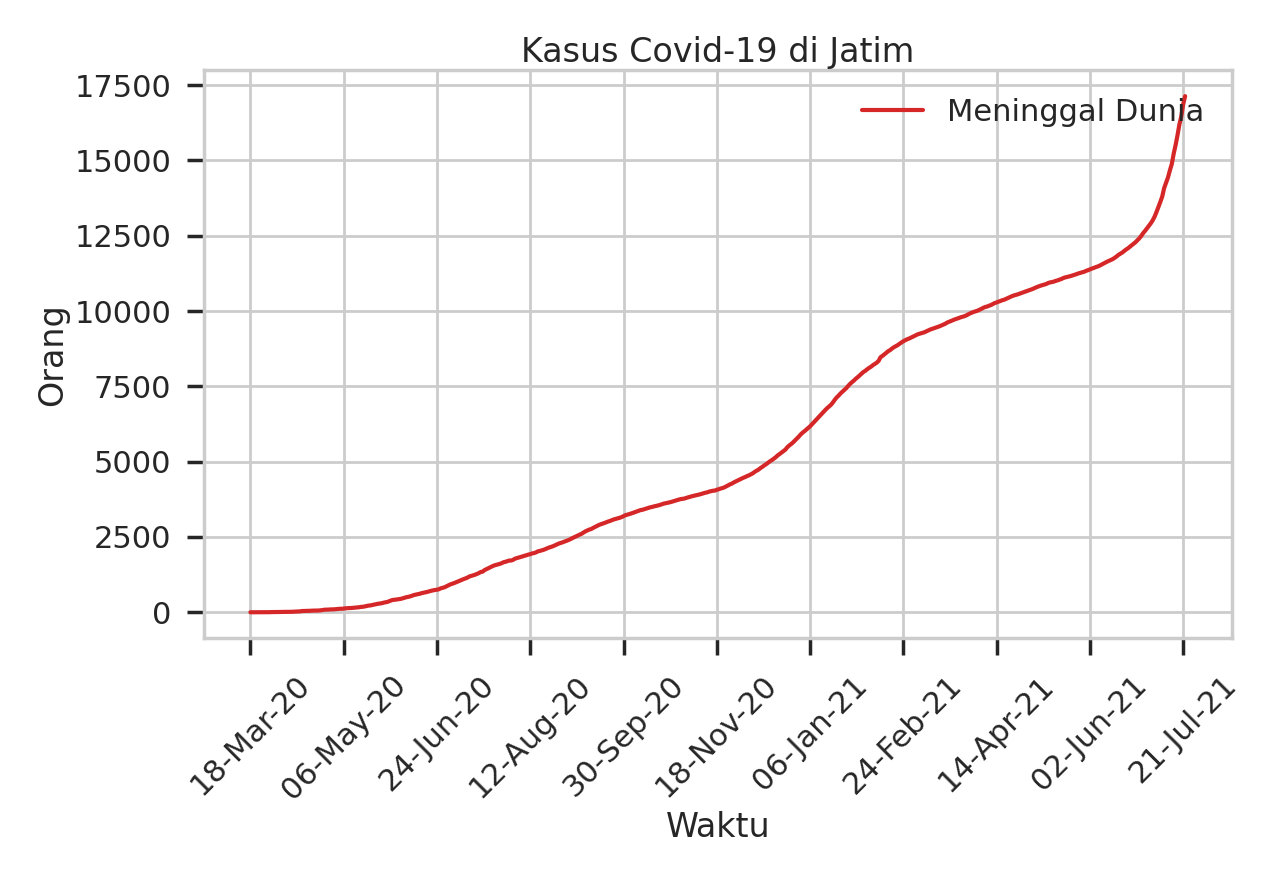 Kasus Covid-19 di Jatim
Meninggal Dunia
Orang
17500
15000
12500
10000
7500
5000
2500
0
18-Mar-20
06-May-20
24-Jun-20
12-Aug-20
30-Sep-20
18-Nov-20
06-Jan-21
24-Feb-21
14-Apr-21
02-Jun-21
21-Jul-21
Waktu